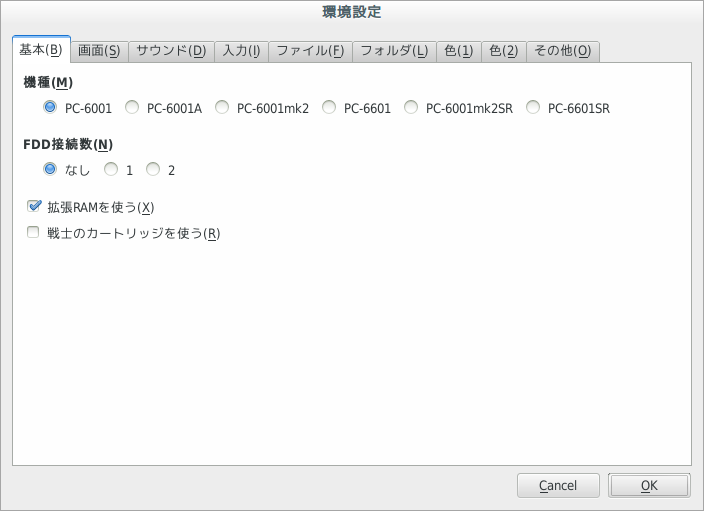 環境設定
基本(B) 画面(S) サウンド(D) 入力(I) ファイル(F) フォルダ(L) 色(1) 色(2) その他(O)
機種(M)
PC-6001 PC-6001A PC-6001mk2 PC-6601 PC-6001mk2SR PC-6601SR
FDD接続数(N)
なし 1 2
拡張RAMを使う(X)
戦士のカートリッジを使う(R)
Cancel OK